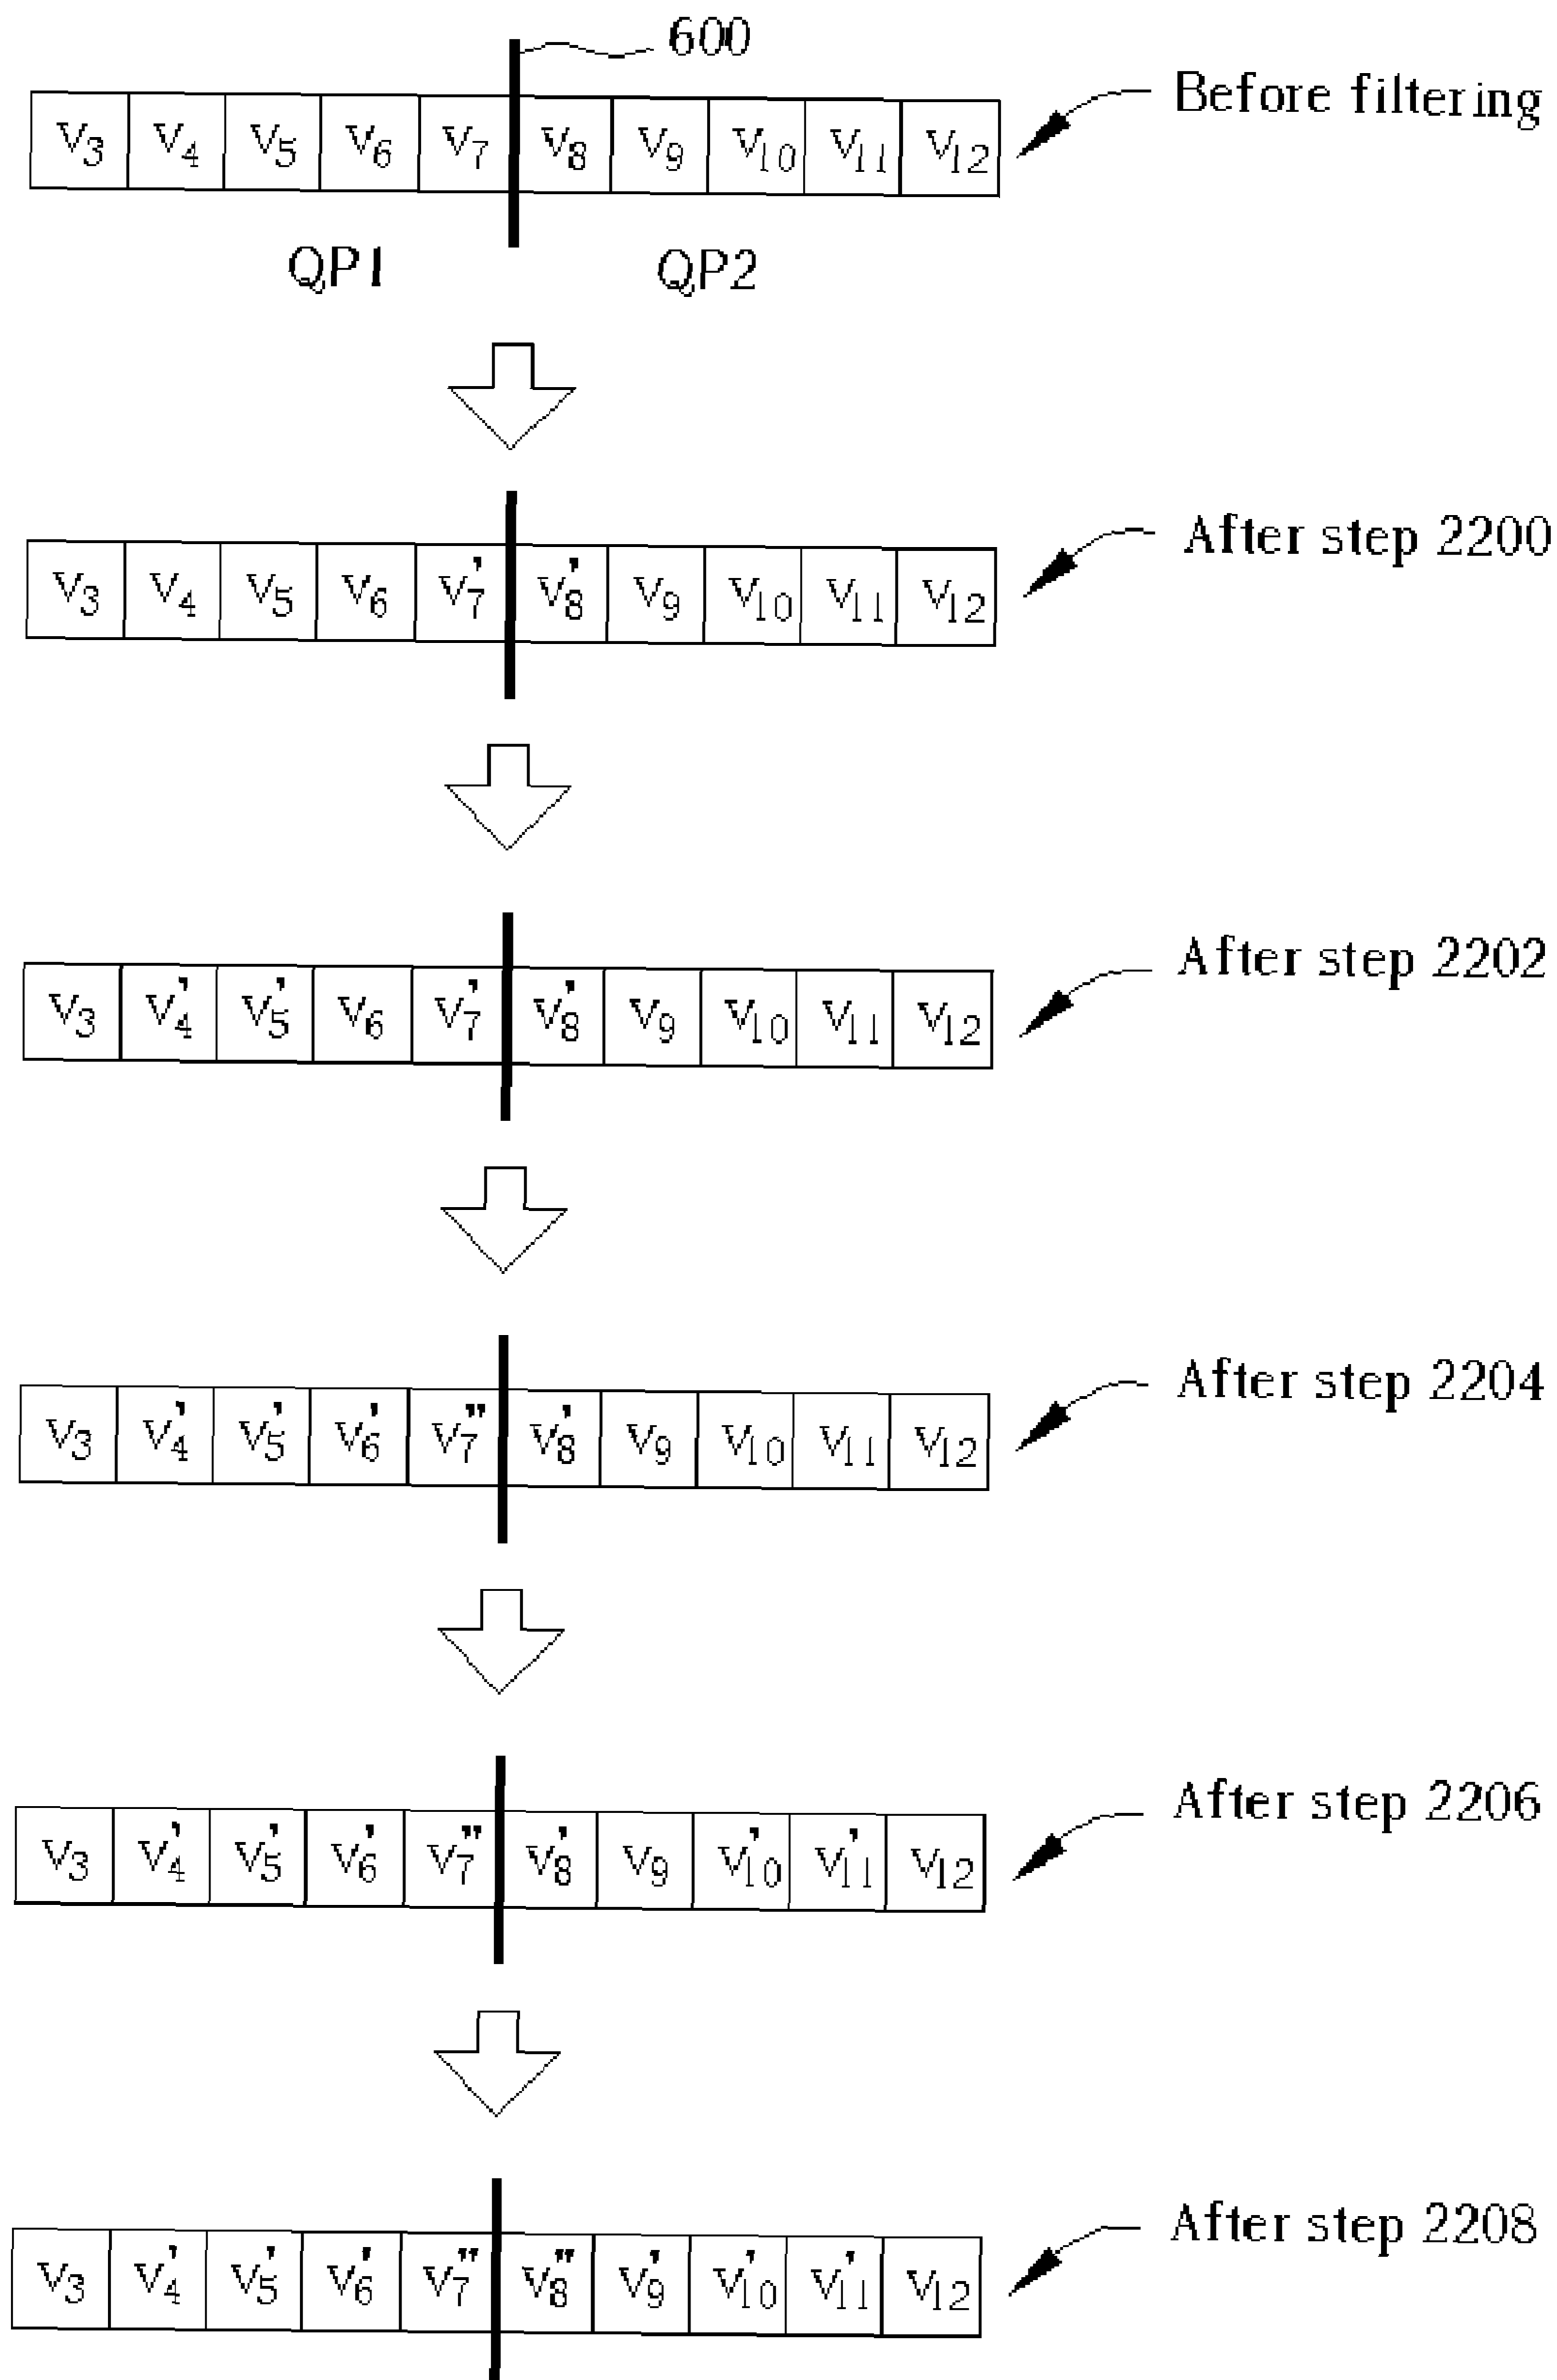 600
Before filtering
V₃ V₄ V₅ V₆ V₇ V₈ V₉ V₁₀ V₁₁ V₁₂
QP1 QP2
After step 2200
V₃ V₄ V₅ V₆ V₇' V₈' V₉ V₁₀ V₁₁ V₁₂
After step 2202
V₃ V₄' V₅' V₆ V₇' V₈' V₉ V₁₀ V₁₁ V₁₂
After step 2204
V₃ V₄' V₅' V₆' V₇" V₈' V₉ V₁₀ V₁₁ V₁₂
After step 2206
V₃ V₄' V₅' V₆' V₇" V₈' V₉ V₁₀' V₁₁' V₁₂
After step 2208
V₃ V₄' V₅' V₆' V₇" V₈" V₉' V₁₀' V₁₁' V₁₂